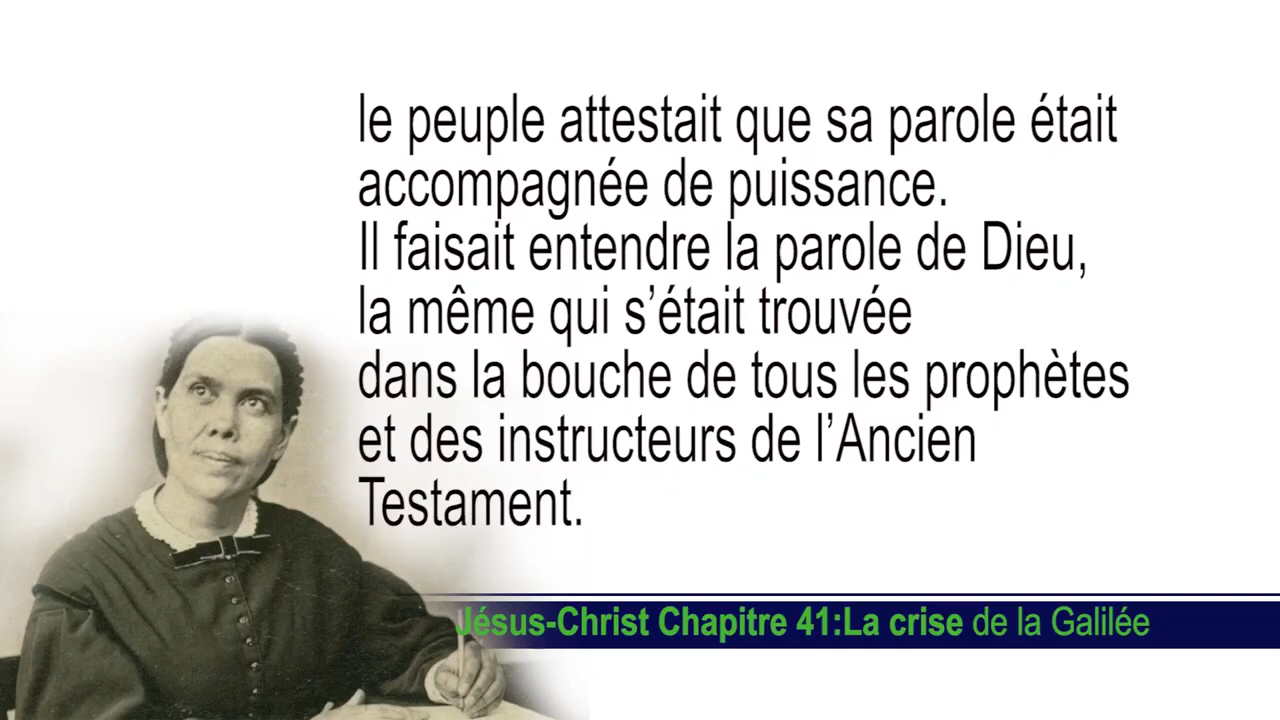 le peuple attestait que sa parole était
accompagnée de puissance.
Il faisait entendre la parole de Dieu,
la même qui s’était trouvée
dans la bouche de tous les prophètes
et des instructeurs de l’Ancien
Testament.
Jésus-Christ Chapitre 41:La crise de la Galilée